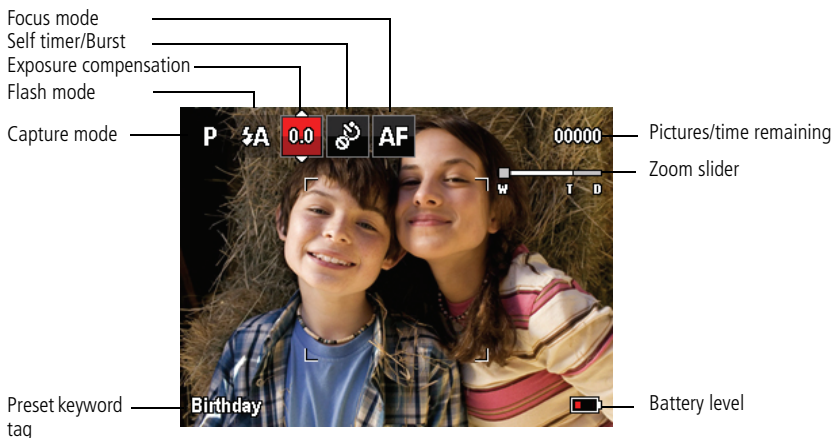 Focus mode
Self timer/Burst
Exposure compensation
Flash mode
Capture mode
P
A
0.0
AF
00000
Pictures/time remaining
Zoom slider
W T D
Preset keyword
tag
Birthday
Battery level